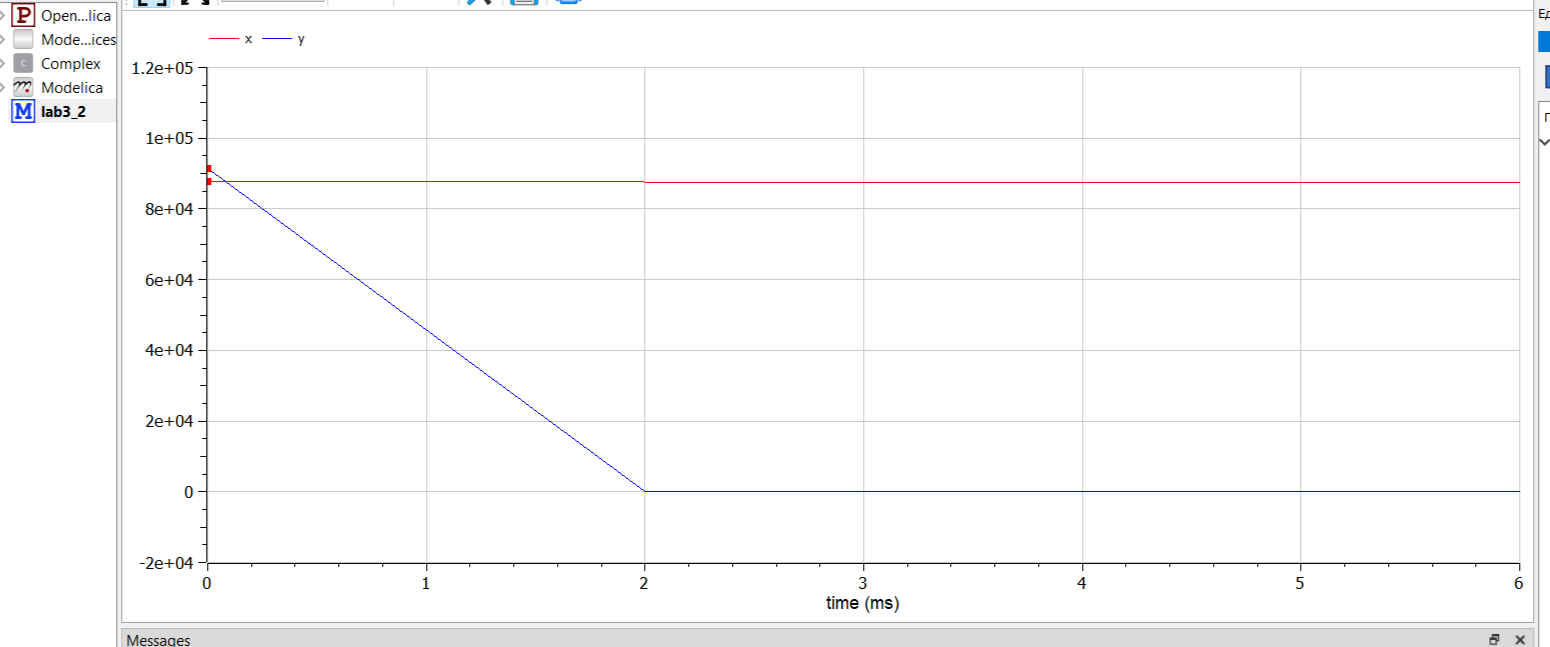 Open...lica
Mode...ices
Complex
Modelica
lab3_2
x y
1.2e+05
1e+05
8e+04
6e+04
4e+04
2e+04
0
-2e+04
0 1 2 3 4 5 6
time (ms)
Messages